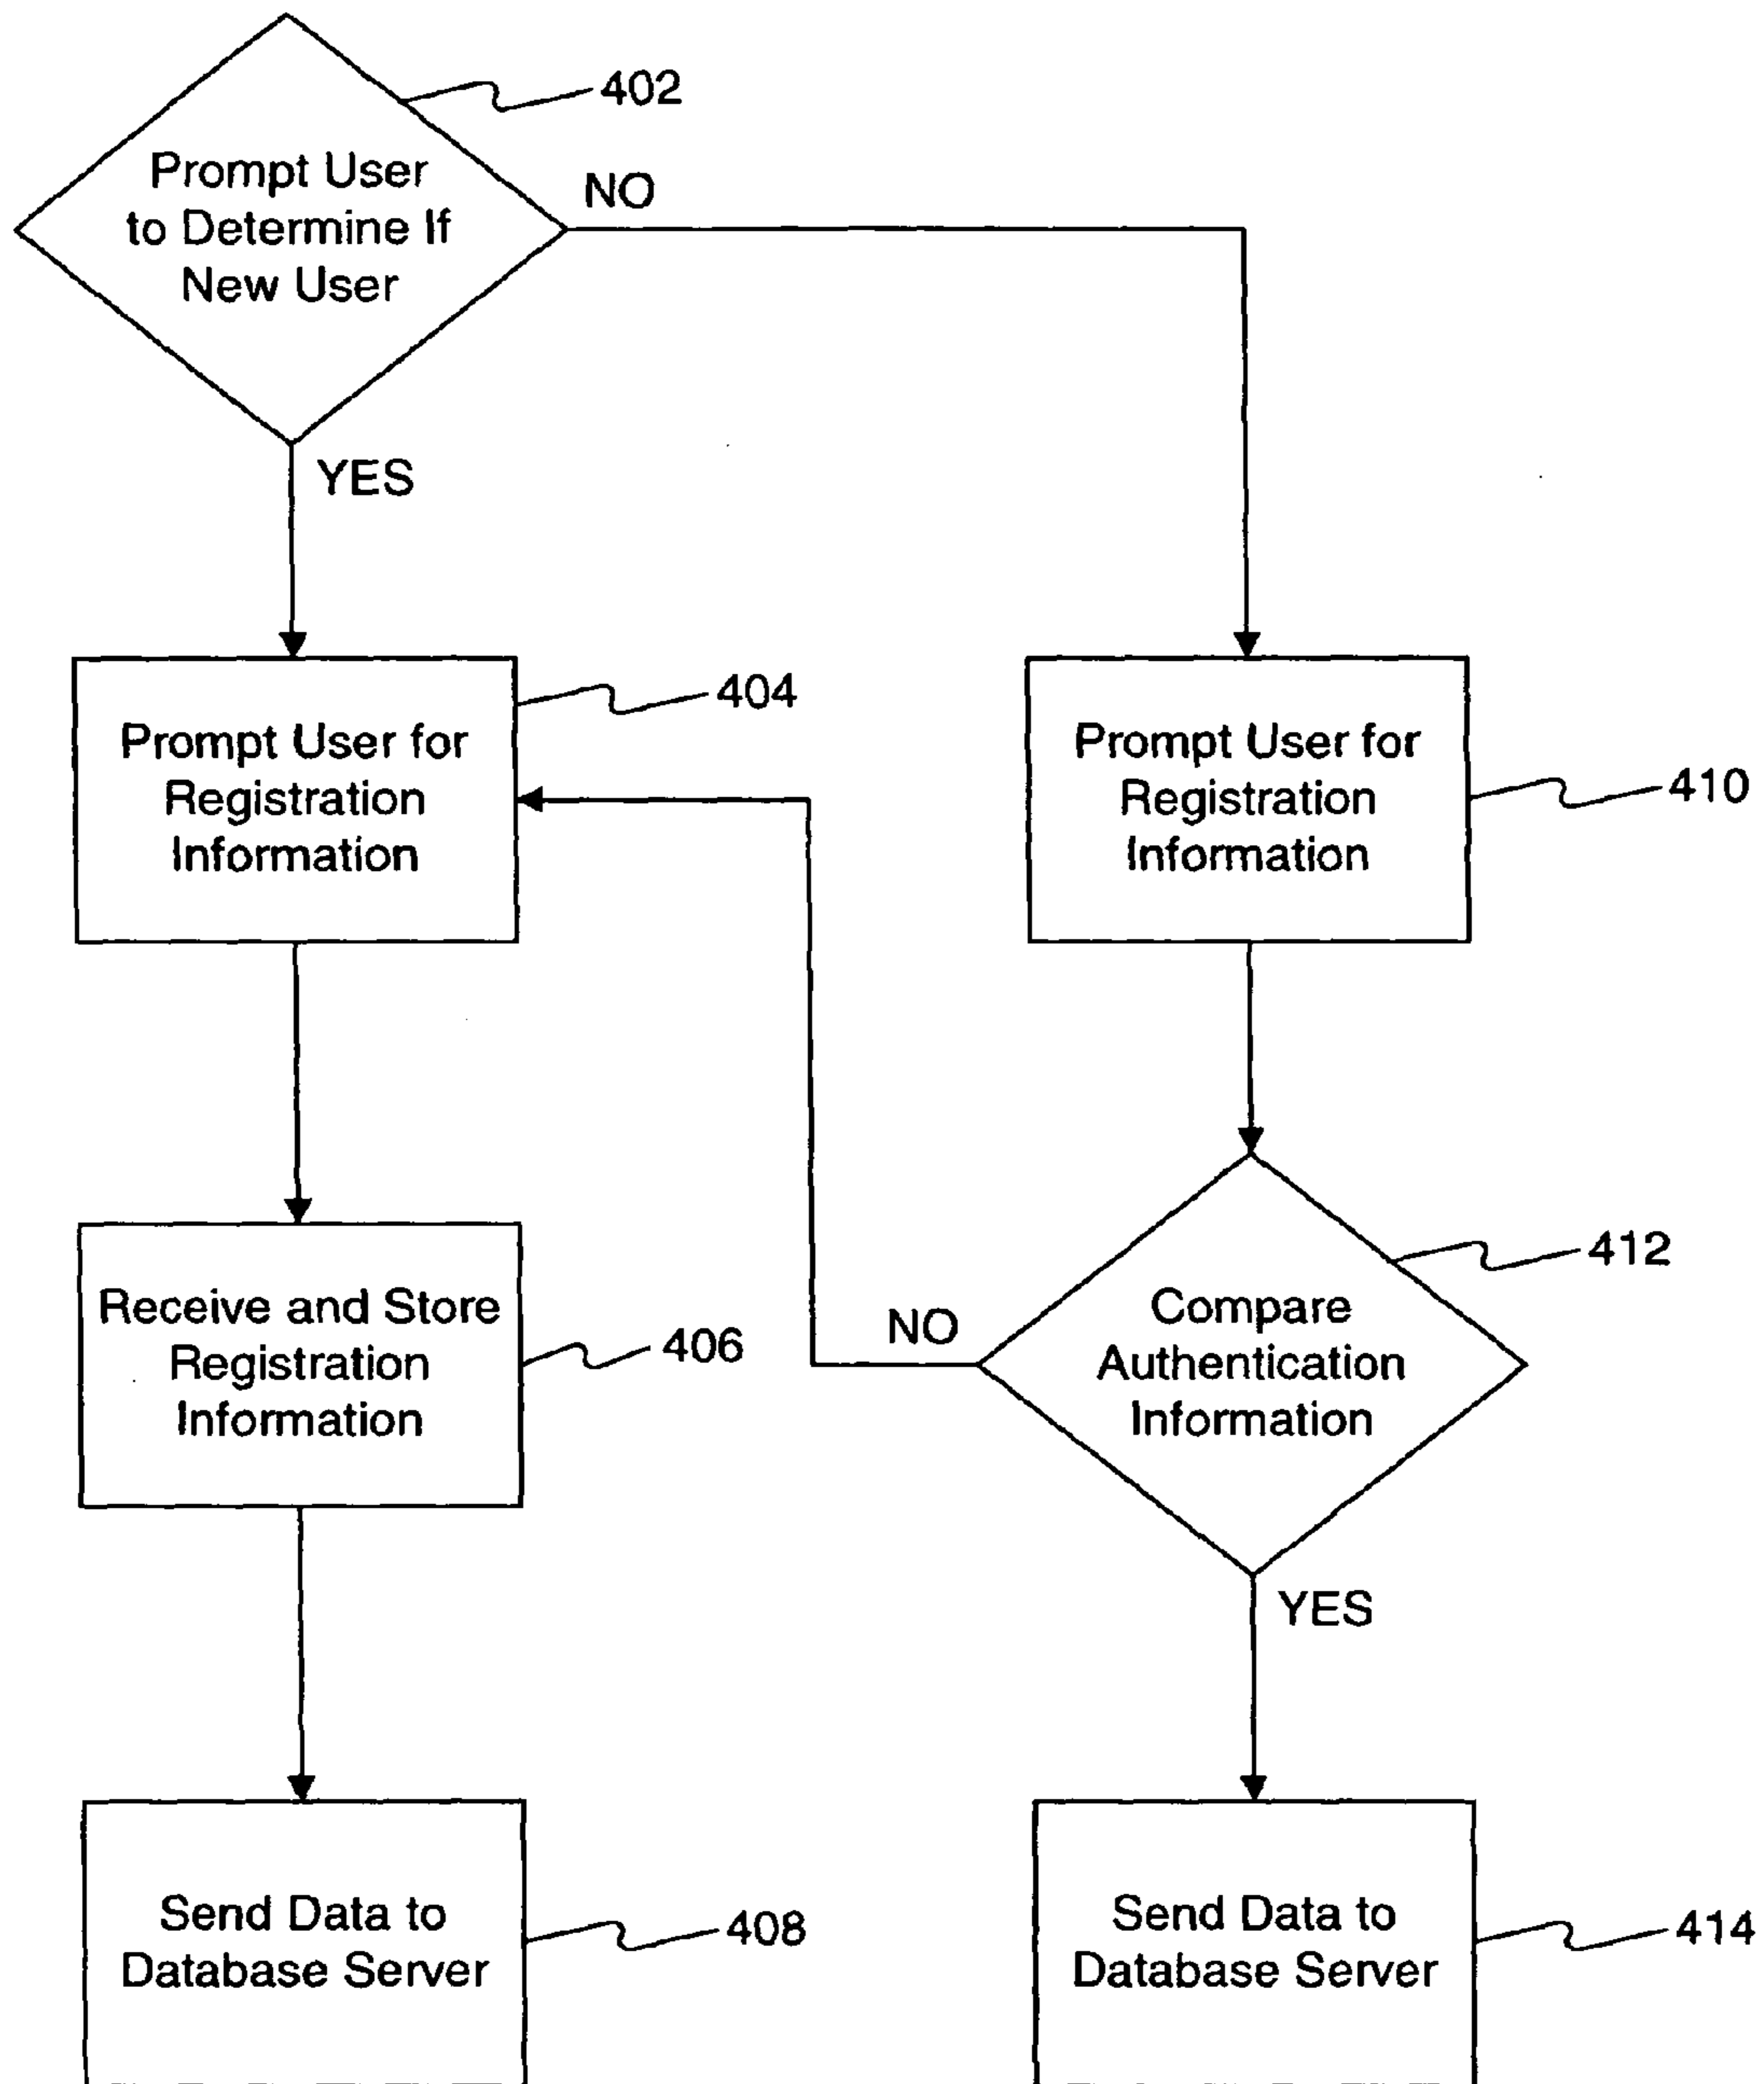 402
Prompt User
to Determine If
New User
NO
YES
404
Prompt User for
Registration
Information
Prompt User for
Registration
Information
410
Receive and Store
Registration
Information
406
NO
412
Compare
Authentication
Information
YES
Send Data to
Database Server
408
Send Data to
Database Server
414